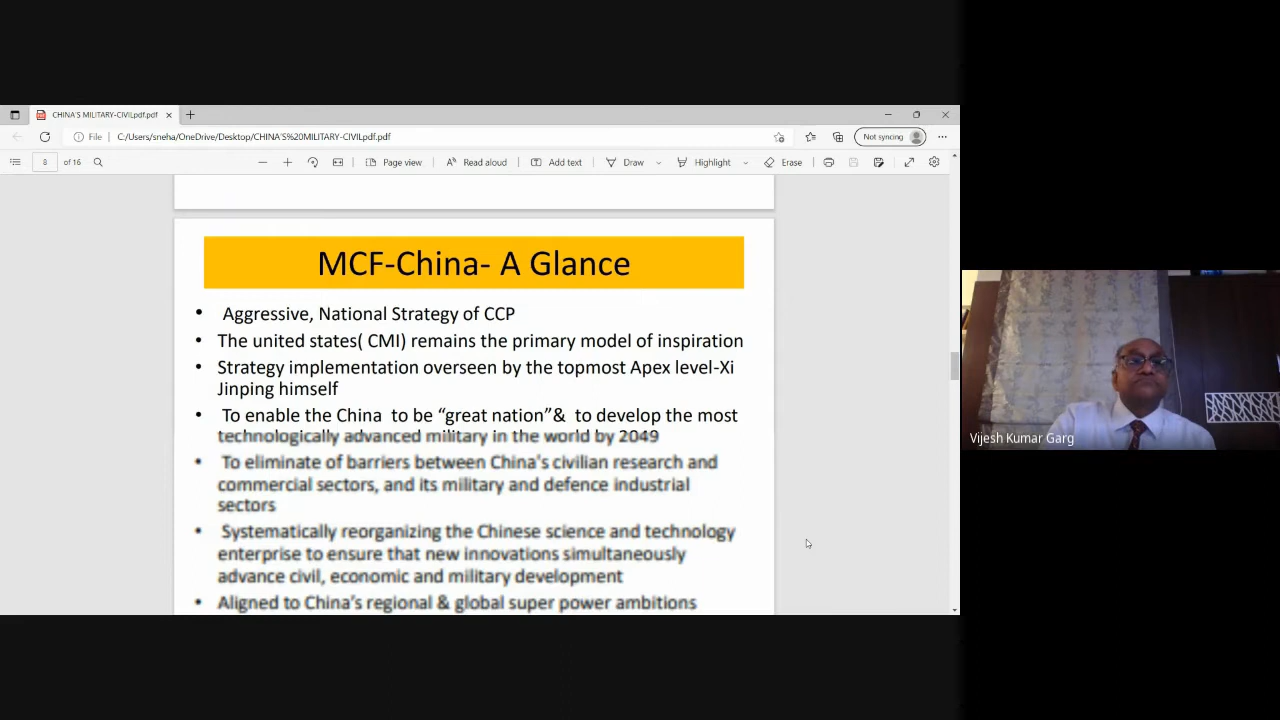 CHINA'S MILITARY-CIVILpdf.pdf
File
C:/Users/sneha/OneDrive/Desktop/CHINA'S%20MILITARY-CIVILpdf.pdf
Not syncing
8 of 16
Page view
Read aloud
Add text
Draw
Highlight
Erase
MCF-China- A Glance
• Aggressive, National Strategy of CCP
• The united states( CMI) remains the primary model of inspiration
• Strategy implementation overseen by the topmost Apex level-Xi
Jinping himself
• To enable the China to be “great nation”& to develop the most
technologically advanced military in the world by 2049
• To eliminate of barriers between China's civilian research and
commercial sectors, and its military and defence industrial
sectors
• Systematically reorganizing the Chinese science and technology
enterprise to ensure that new innovations simultaneously
advance civil, economic and military development
• Aligned to China's regional & global super power ambitions
Vijesh Kumar Garg